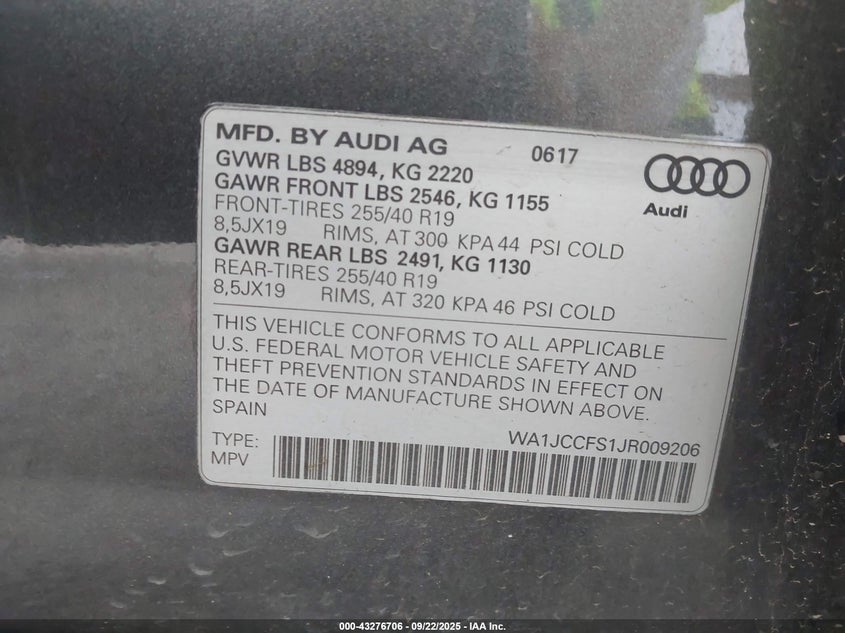 MFD. BY AUDI AG 0617
GVWR LBS 4894, KG 2220
GAWR FRONT LBS 2546, KG 1155
FRONT-TIRES 255/40 R19
8,5JX19 RIMS, AT 300 KPA 44 PSI COLD
GAWR REAR LBS 2491, KG 1130
REAR-TIRES 255/40 R19
8,5JX19 RIMS, AT 320 KPA 46 PSI COLD
Audi
THIS VEHICLE CONFORMS TO ALL APPLICABLE
U.S. FEDERAL MOTOR VEHICLE SAFETY AND
THEFT PREVENTION STANDARDS IN EFFECT ON
THE DATE OF MANUFACTURE SHOWN ABOVE.
SPAIN
WA1JCCFS1JR009206
TYPE:
MPV
000-43276706 - 09/22/2025 - IAA Inc.